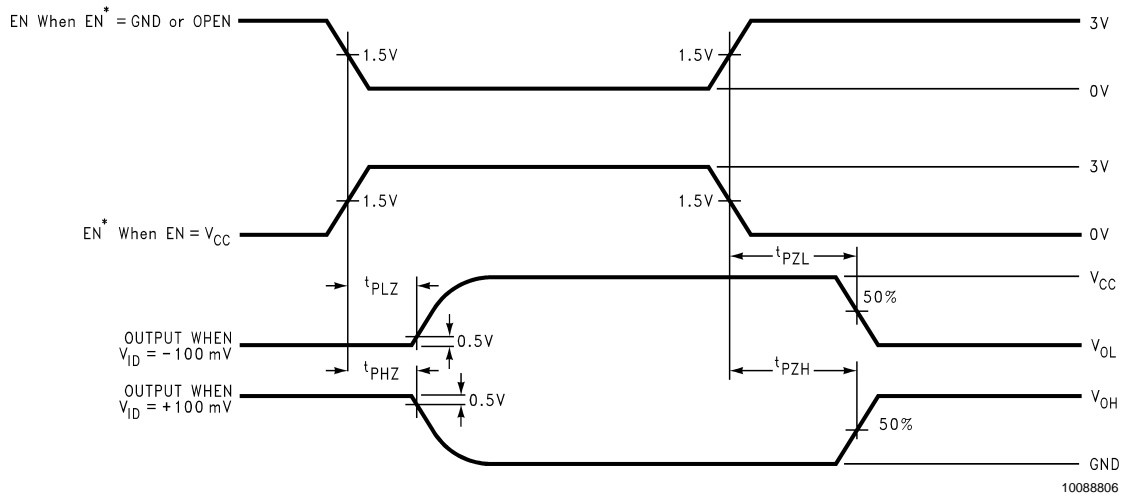 EN When EN* = GND or OPEN
3V
1.5V
1.5V
0V
3V
1.5V
1.5V
EN* When EN = VCC
0V
tPZL
VCC
tPLZ
50%
OUTPUT WHEN
VID = −100 mV
0.5V
VOL
tPHZ
tPZH
OUTPUT WHEN
VID = +100 mV
0.5V
VOH
50%
GND
10088806